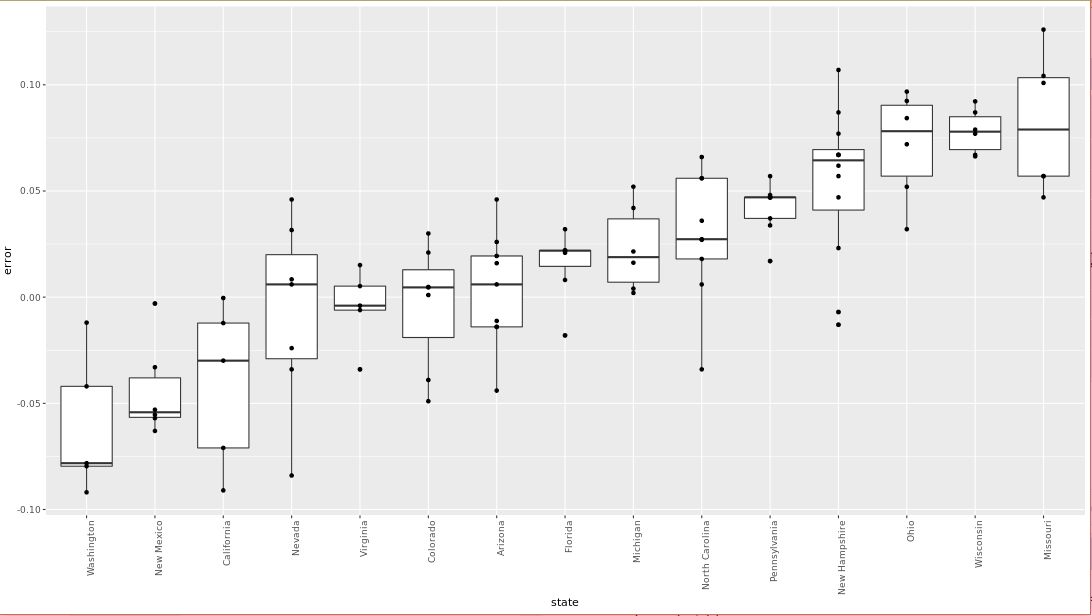 error
0.10
0.05
0.00
-0.05
-0.10
Washington
New Mexico
California
Nevada
Virginia
Colorado
Arizona
Florida
Michigan
North Carolina
Pennsylvania
New Hampshire
Ohio
Wisconsin
Missouri
state